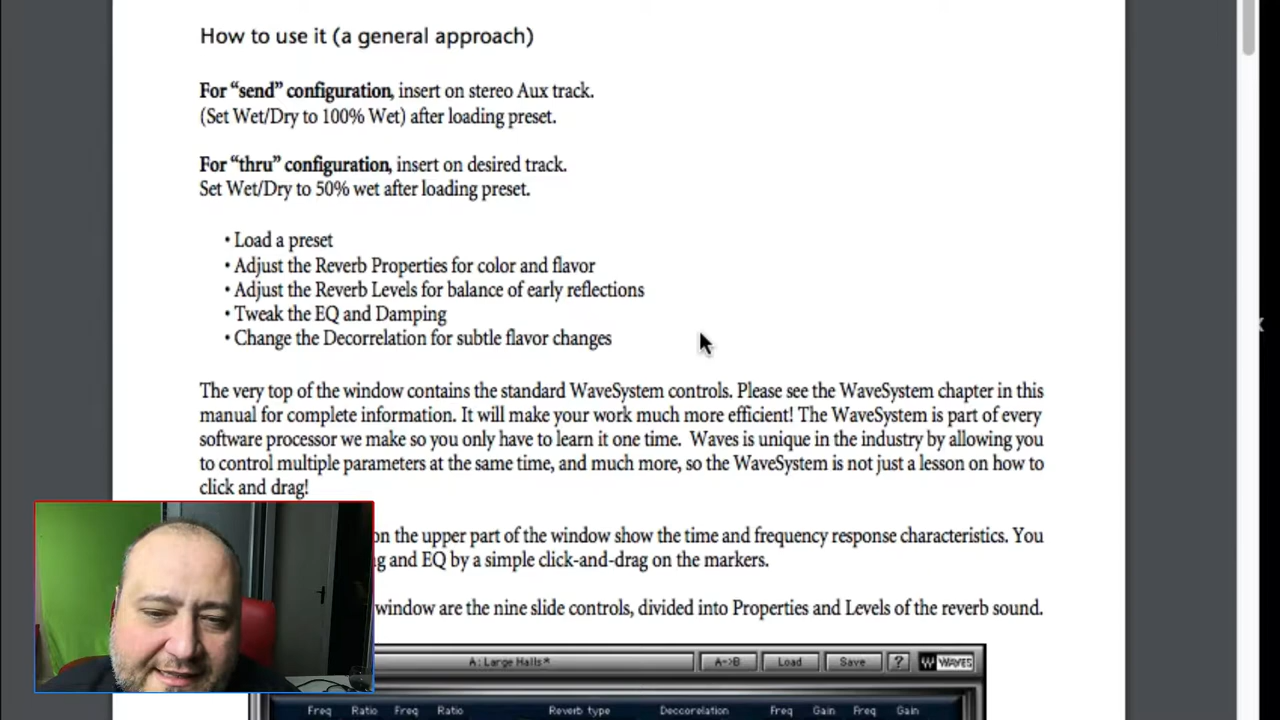 How to use it (a general approach)
For “send” configuration, insert on stereo Aux track.
(Set Wet/Dry to 100% Wet) after loading preset.
For “thru” configuration, insert on desired track.
Set Wet/Dry to 50% wet after loading preset.
• Load a preset
• Adjust the Reverb Properties for color and flavor
• Adjust the Reverb Levels for balance of early reflections
• Tweak the EQ and Damping
• Change the Decorrelation for subtle flavor changes
The very top of the window contains the standard WaveSystem controls. Please see the WaveSystem chapter in this
manual for complete information. It will make your work much more efficient! The WaveSystem is part of every
software processor we make so you only have to learn it one time. Waves is unique in the industry by allowing you
to control multiple parameters at the same time, and much more, so the WaveSystem is not just a lesson on how to
click and drag!
on the upper part of the window show the time and frequency response characteristics. You
g and EQ by a simple click-and-drag on the markers.
window are the nine slide controls, divided into Properties and Levels of the reverb sound.
A: Large Halls* A->B Load Save ? W WAVES
Freq Ratio Freq Ratio Reverb type Deccorelation Freq Gain Freq Gain